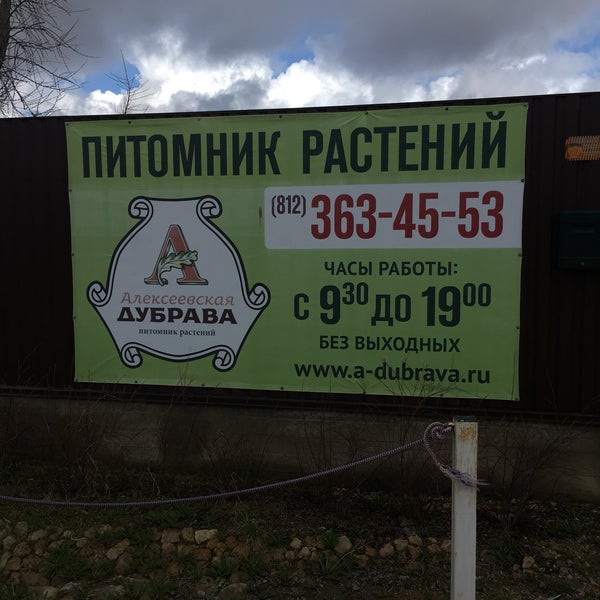 ПИТОМНИК РАСТЕНИЙ
(812) 363-45-53
А
Алексеевская
ДУБРАВА
питомник растений
ЧАСЫ РАБОТЫ:
с 9³⁰ до 19⁰⁰
БЕЗ ВЫХОДНЫХ
www.a-dubrava.ru